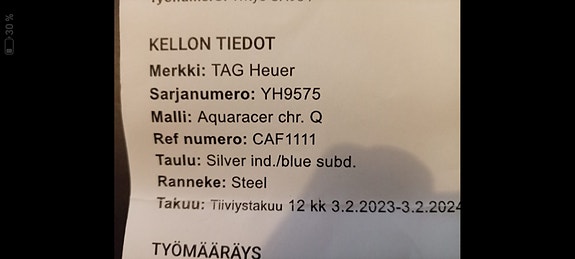 KELLON TIEDOT
Merkki: TAG Heuer
Sarjanumero: YH9575
Malli: Aquaracer chr. Q
Ref numero: CAF1111
Taulu: Silver ind./blue subd.
Ranneke: Steel
Takuu: Tiiviystakuu 12 kk 3.2.2023-3.2.2024
TYÖMÄÄRÄYS
30 %